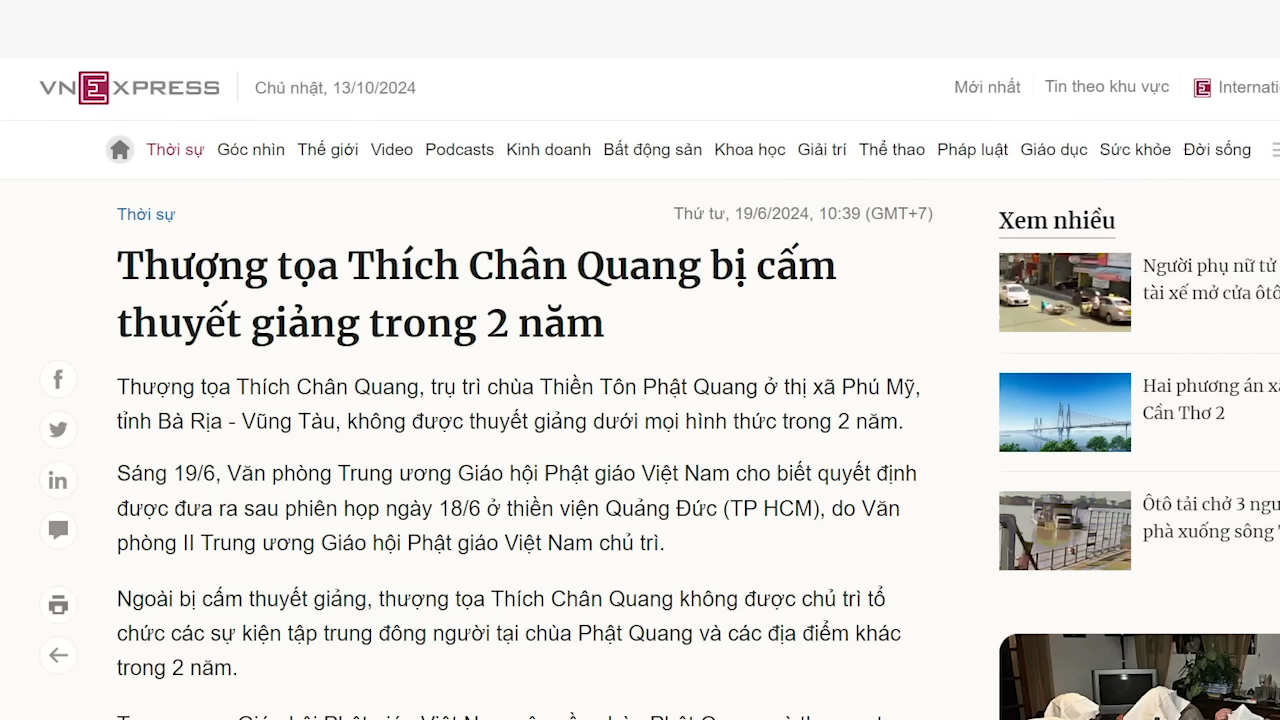 VNEXPRESS
Chủ nhật, 13/10/2024
Mới nhất
Tin theo khu vực
E
Thời sự Góc nhìn Thế giới Video Podcasts Kinh doanh Bất động sản Khoa học Giải trí Thể thao Pháp luật Giáo dục Sức khỏe Đời sống
Thời sự
Thứ tư, 19/6/2024, 10:39 (GMT+7)
Thượng tọa Thích Chân Quang bị cấm
thuyết giảng trong 2 năm
Thượng tọa Thích Chân Quang, trụ trì chùa Thiền Tôn Phật Quang ở thị xã Phú Mỹ,
tỉnh Bà Rịa - Vũng Tàu, không được thuyết giảng dưới mọi hình thức trong 2 năm.
Sáng 19/6, Văn phòng Trung ương Giáo hội Phật giáo Việt Nam cho biết quyết định
được đưa ra sau phiên họp ngày 18/6 ở thiền viện Quảng Đức (TP HCM), do Văn
phòng II Trung ương Giáo hội Phật giáo Việt Nam chủ trì.
Ngoài bị cấm thuyết giảng, thượng tọa Thích Chân Quang không được chủ trì tổ
chức các sự kiện tập trung đông người tại chùa Phật Quang và các địa điểm khác
trong 2 năm.
Xem nhiều
Người phụ nữ tử
tài xế mở cửa ôtô
Hai phương án
Cần Thơ 2
Ôtô tải chở 3
phà xuống sông